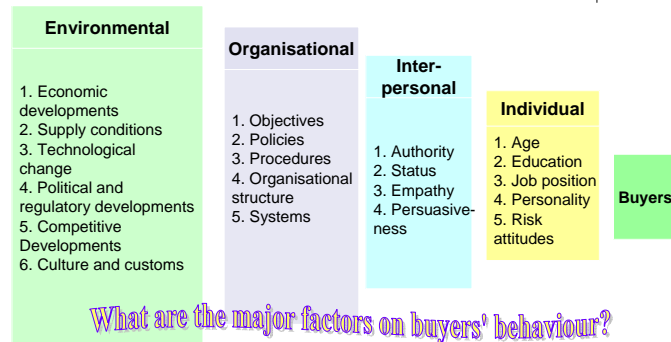 Environmental
1. Economic
developments
2. Supply conditions
3. Technological
change
4. Political and
regulatory developments
5. Competitive
Developments
6. Culture and customs
Organisational
1. Objectives
2. Policies
3. Procedures
4. Organisational
structure
5. Systems
Inter-
personal
1. Authority
2. Status
3. Empathy
4. Persuasive-
ness
Individual
1. Age
2. Education
3. Job position
4. Personality
5. Risk
attitudes
Buyers
What are the major factors on buyers' behaviour?